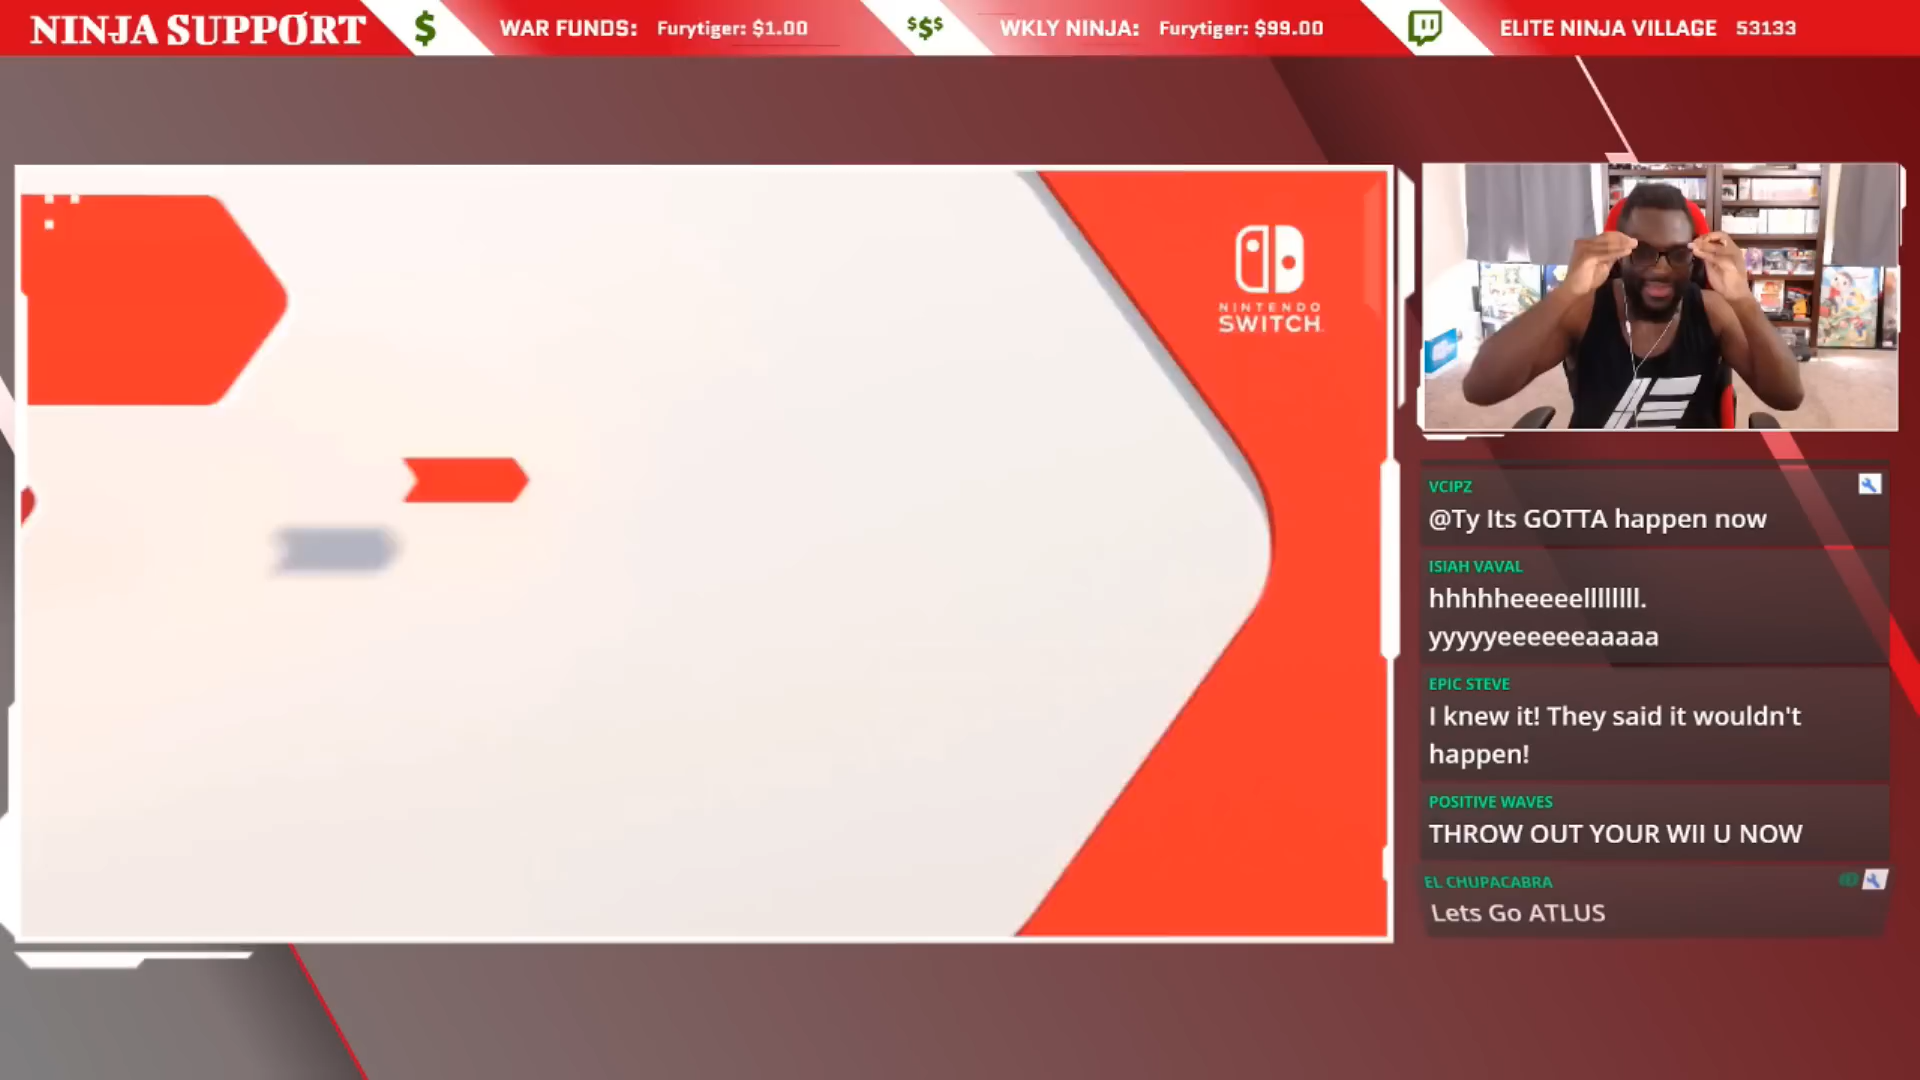 NINJA SUPPORT
$
WAR FUNDS: Furytiger: $1.00
$$$
WKLY NINJA: Furytiger: $99.00
ELITE NINJA VILLAGE 53133
NINTENDO
SWITCH
VCIPZ
@Ty Its GOTTA happen now
ISIAH VAVAL
hhhhheeeeellllllll.
yyyyyeeeeeeaaaaa
EPIC STEVE
I knew it! They said it wouldn't
happen!
POSITIVE WAVES
THROW OUT YOUR WII U NOW
EL CHUPACABRA
Lets Go ATLUS